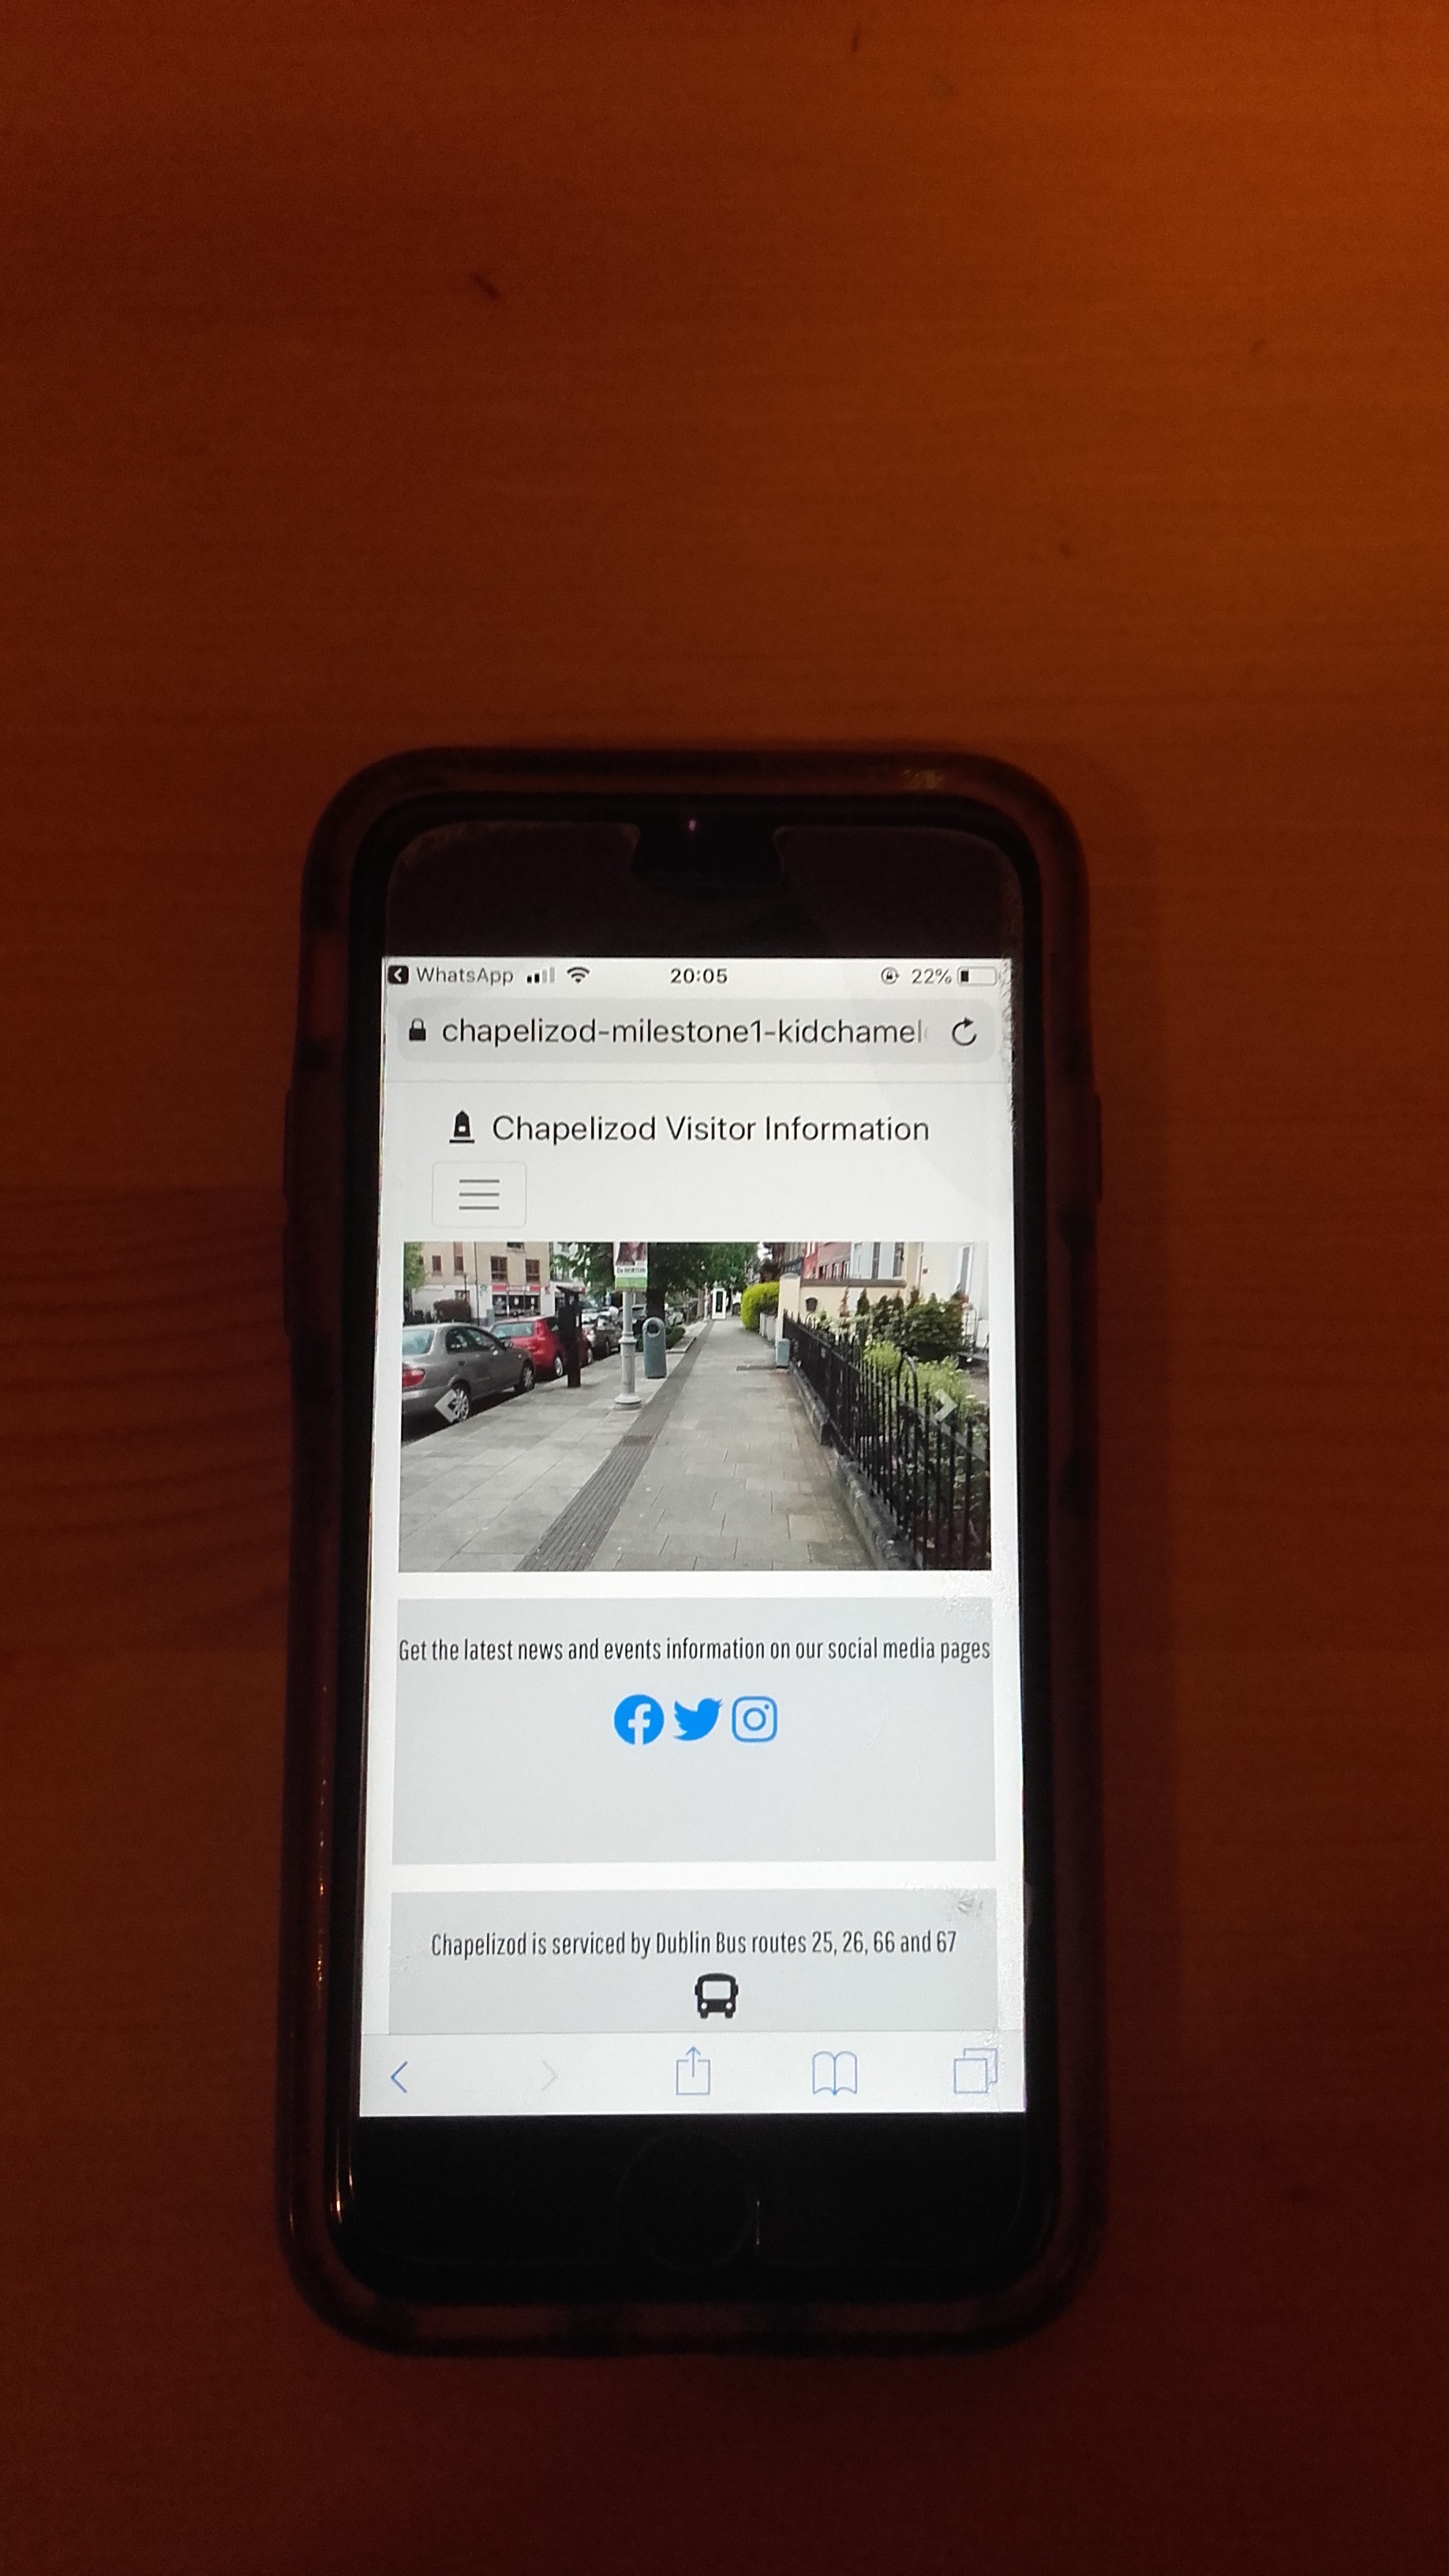 WhatsApp 20:05 22%
chapelizod-milestone1-kidchamel
Chapelizod Visitor Information
Get the latest news and events information on our social media pages
Chapelizod is serviced by Dublin Bus routes 25, 26, 66 and 67